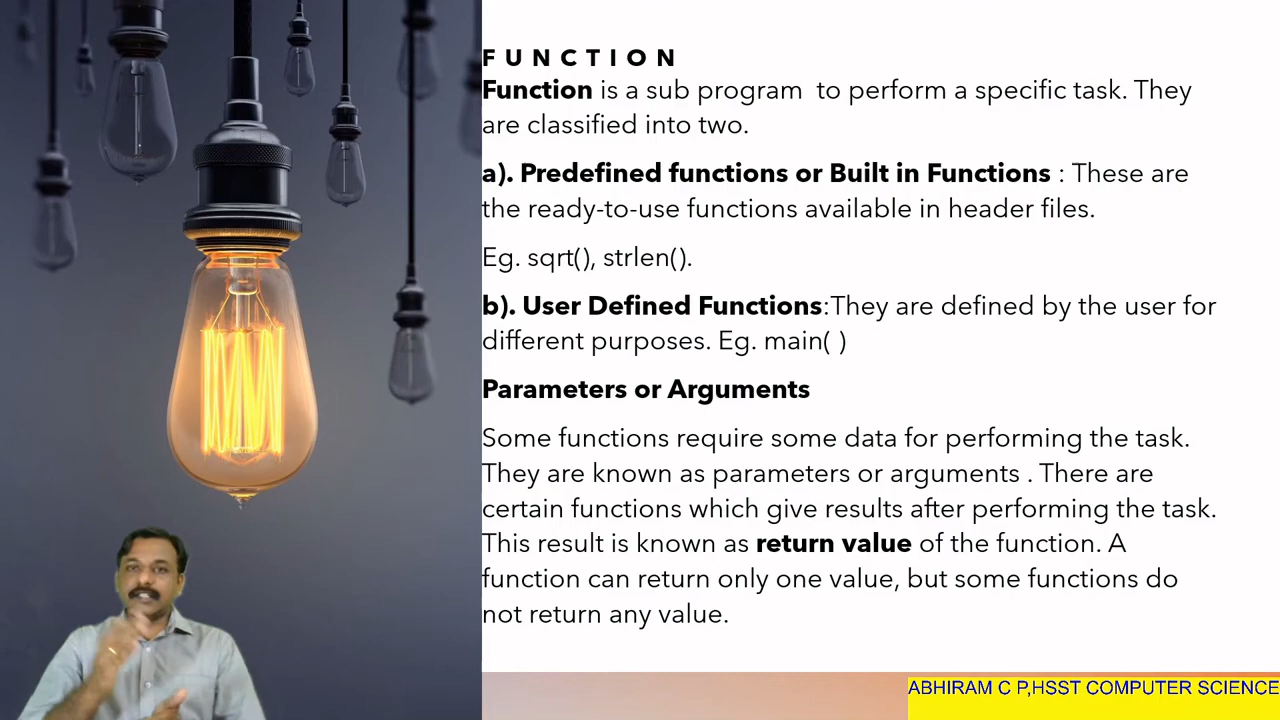 FUNCTION
Function is a sub program  to perform a specific task. They
are classified into two.
a). Predefined functions or Built in Functions : These are
the ready-to-use functions available in header files.
Eg. sqrt(), strlen().
b). User Defined Functions:They are defined by the user for
different purposes. Eg. main( )
Parameters or Arguments
Some functions require some data for performing the task.
They are known as parameters or arguments . There are
certain functions which give results after performing the task.
This result is known as return value of the function. A
function can return only one value, but some functions do
not return any value.
ABHIRAM C P,HSST COMPUTER SCIENCE